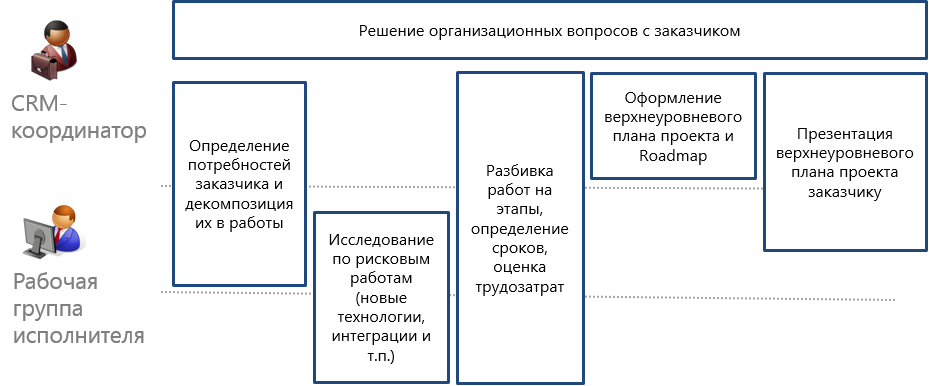 Решение организационных вопросов с заказчиком
CRM-
координатор
Определение
потребностей
заказчика и
декомпозиция
их в работы
Исследование
по рисковым
работам
(новые
технологии,
интеграции и
т.п.)
Разбивка
работ на
этапы,
определение
сроков,
оценка
трудозатрат
Оформление
верхнеуровневого
плана проекта и
Roadmap
Презентация
верхнеуровневого
плана проекта
заказчику
Рабочая
группа
исполнителя